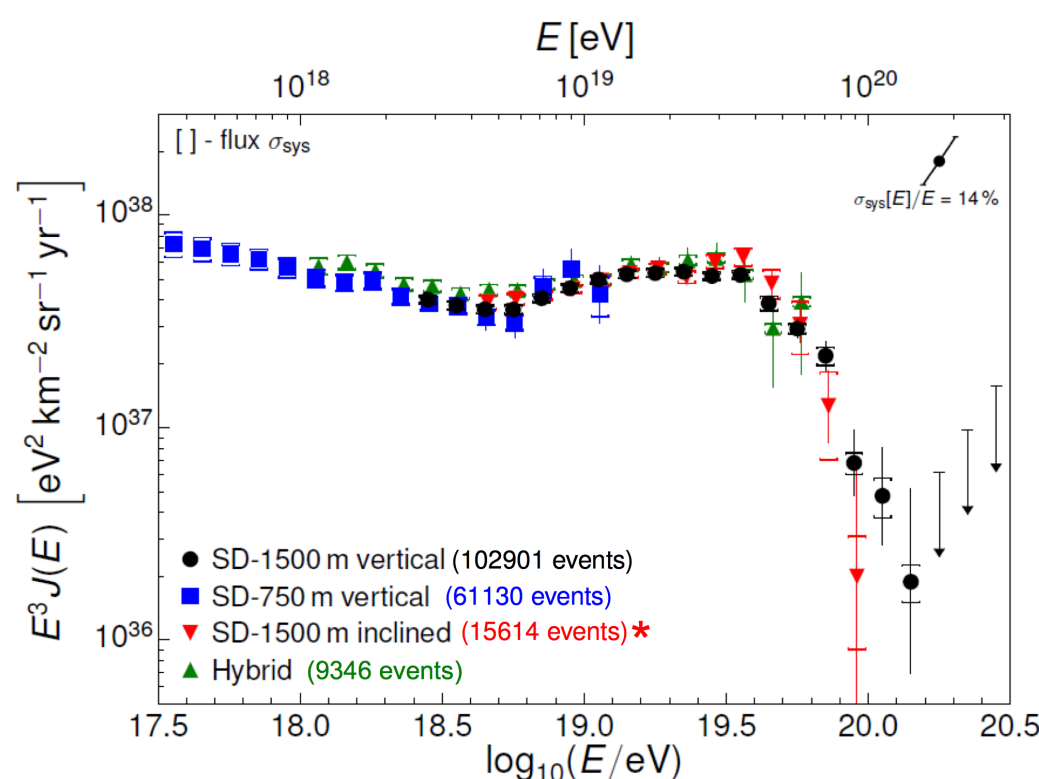 E [eV]
10^18 10^19 10^20
[ ] - flux σ_sys
σ_sys[E]/E = 14 %
E^3 J(E) [eV^2 km^−2 sr^−1 yr^−1]
10^38
10^37
10^36
SD-1500 m vertical (102901 events)
SD-750 m vertical (61130 events)
SD-1500 m inclined (15614 events)*
Hybrid (9346 events)
17.5 18.0 18.5 19.0 19.5 20.0 20.5
log_10(E/eV)